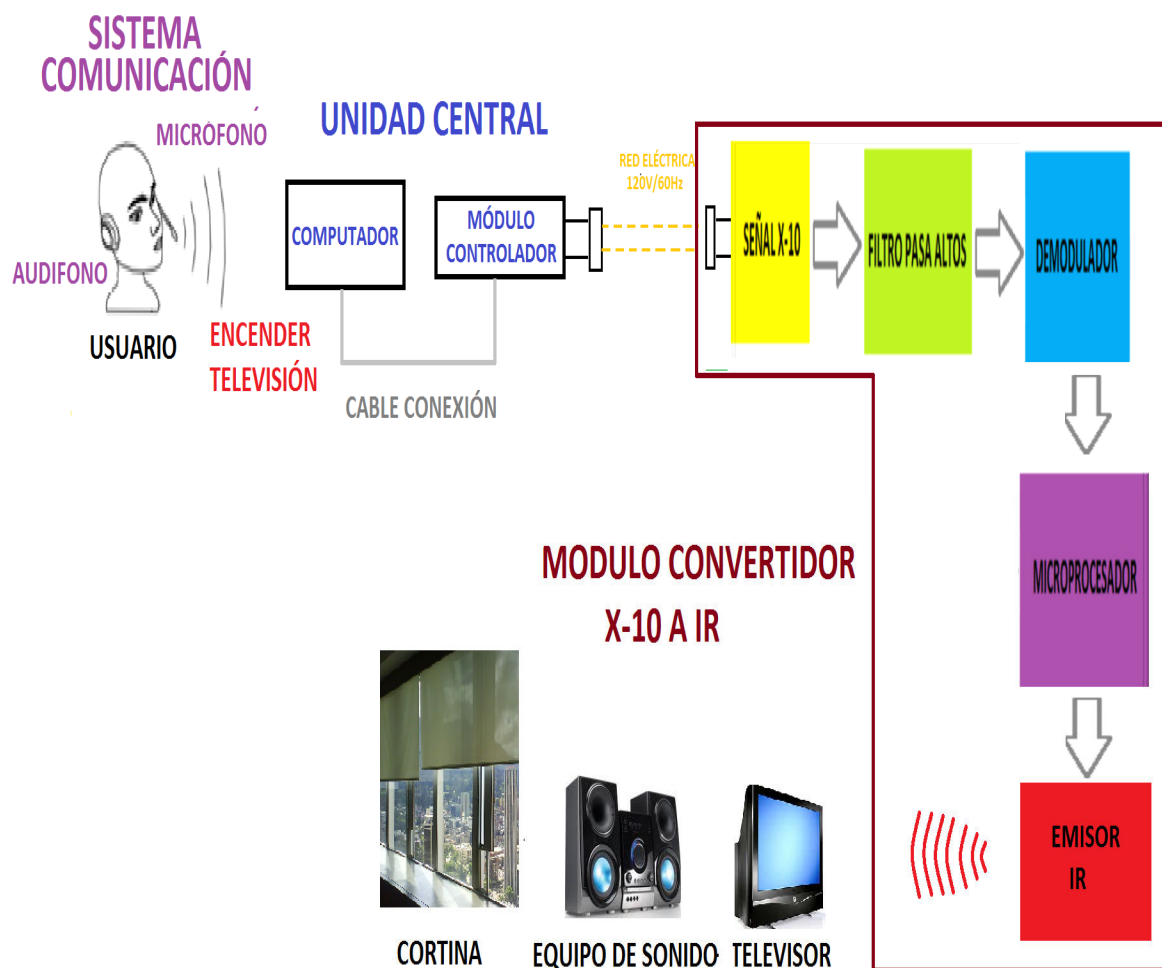 SISTEMA
COMUNICACIÓN
MICRÓFONO
AUDIFONO
USUARIO
ENCENDER
TELEVISIÓN
UNIDAD CENTRAL
COMPUTADOR
MÓDULO
CONTROLADOR
CABLE CONEXIÓN
RED ELÉCTRICA
120V/60Hz
SEÑAL X-10
FILTRO PASA ALTOS
DEMODULADOR
MICROPROCESADOR
EMISOR
IR
MODULO CONVERTIDOR
X-10 A IR
CORTINA
EQUIPO DE SONIDO
TELEVISOR